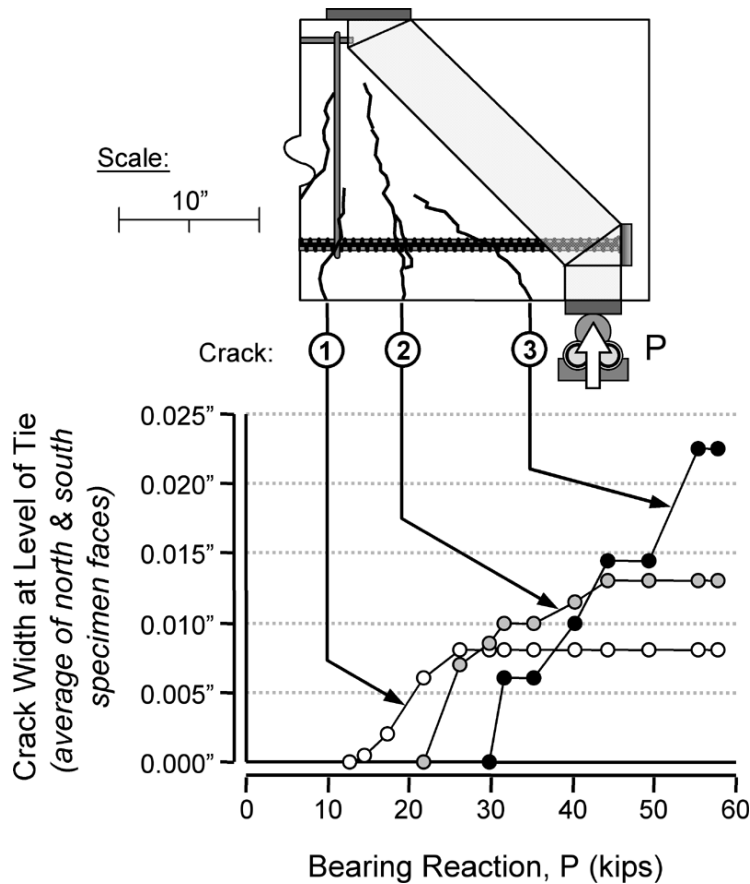 Scale:
10”
Crack:
1
2
3
P
Crack Width at Level of Tie
(average of north & south
specimen faces)
0.025”
0.020”
0.015”
0.010”
0.005”
0.000”
0 10 20 30 40 50 60
Bearing Reaction, P (kips)